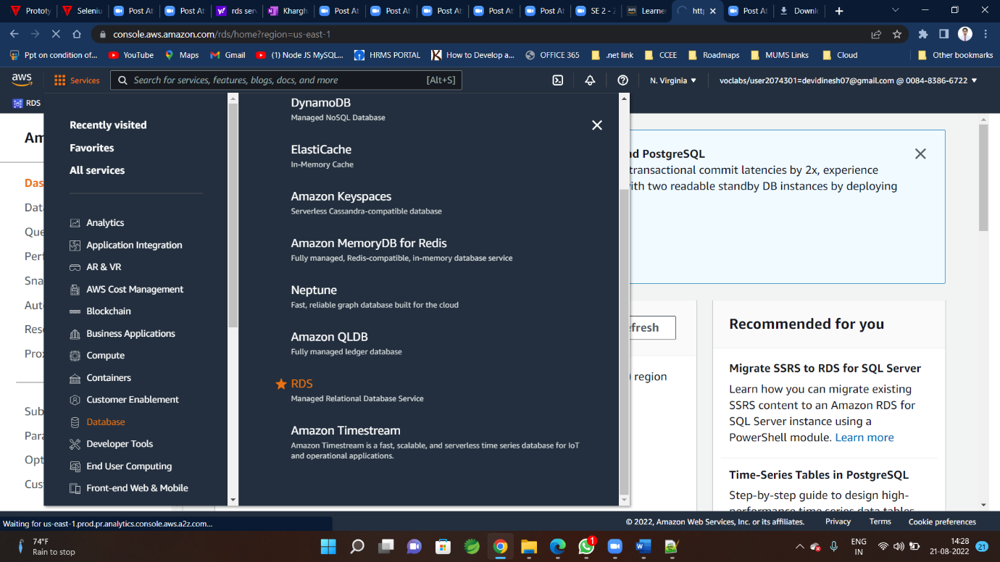 Prototy
Seleniu
Post At
Post At
rds serv
Khargh
Post At
Post At
Post At
Post At
Post At
SE 2 - 2
Learner
http
Post At
Downl
console.aws.amazon.com/rds/home?region=us-east-1
Ppt on condition of...
YouTube
Maps
Gmail
(1) Node JS MySQL...
HRMS PORTAL
How to Develop a...
OFFICE 365
.net link
CCEE
Roadmaps
MUMS Links
Cloud
Other bookmarks
aws
Services
Search for services, features, blogs, docs, and more
[Alt+S]
N. Virginia
voclabs/user2074301=devidinesh07@gmail.com @ 0084-8386-6722
RDS
Am
Das
Data
Que
Perf
Sna
Aut
Res
Prox
Sub
Para
Opt
Cust
Recently visited
Favorites
All services
Analytics
Application Integration
AR & VR
AWS Cost Management
Blockchain
Business Applications
Compute
Containers
Customer Enablement
Database
Developer Tools
End User Computing
Front-end Web & Mobile
DynamoDB
Managed NoSQL Database
ElastiCache
In-Memory Cache
Amazon Keyspaces
Serverless Cassandra-compatible database
Amazon MemoryDB for Redis
Fully managed, Redis-compatible, in-memory database service
Neptune
Fast, reliable graph database built for the cloud
Amazon QLDB
Fully managed ledger database
RDS
Managed Relational Database Service
Amazon Timestream
Amazon Timestream is a fast, scalable, and serverless time series database for IoT
and operational applications.
nd PostgreSQL
transactional commit latencies by 2x, experience
ith two readable standby DB instances by deploying
efresh
) region
Recommended for you
Migrate SSRS to RDS for SQL Server
Learn how you can migrate existing
SSRS content to an Amazon RDS for
SQL Server instance using a
PowerShell module. Learn more
Time-Series Tables in PostgreSQL
Step-by-step guide to design high-
performance time series data tables
Waiting for us-east-1.prod.pr.analytics.console.aws.a2z.com...
© 2022, Amazon Web Services, Inc. or its affiliates.
Privacy
Terms
Cookie preferences
74°F
Rain to stop
1
ENG
IN
14:28
21-08-2022
21